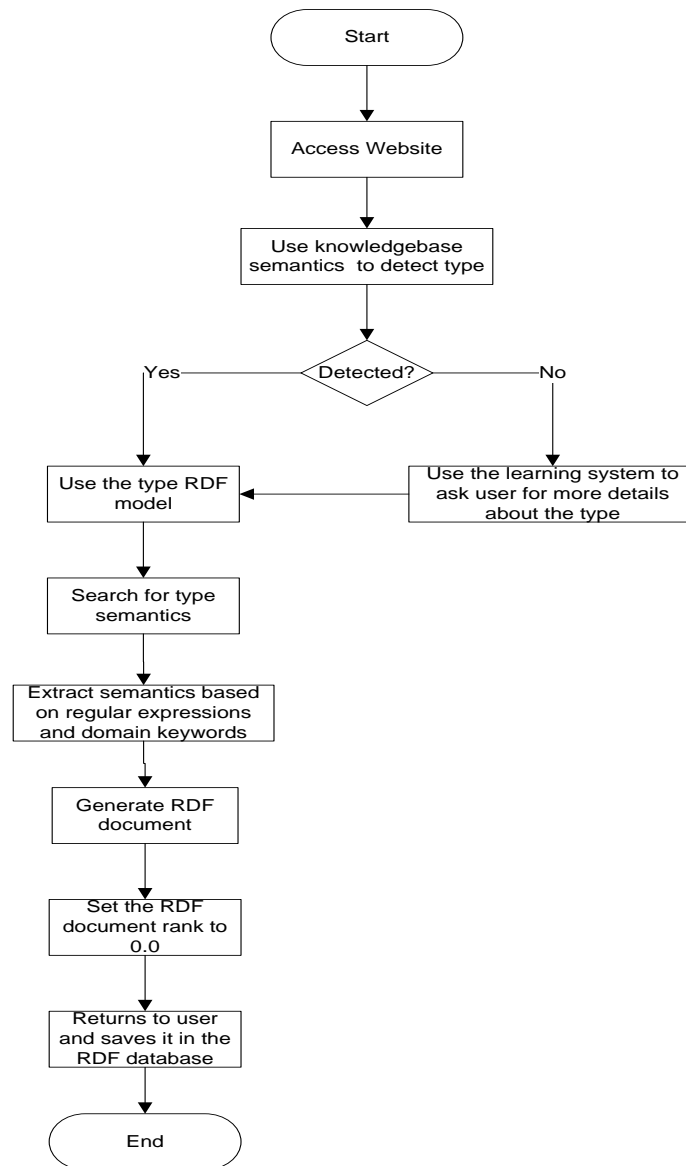 Start
Access Website
Use knowledgebase
semantics  to detect type
Yes
Detected?
No
Use the type RDF
model
Use the learning system to
ask user for more details
about the type
Search for type
semantics
Extract semantics based
on regular expressions
and domain keywords
Generate RDF
document
Set the RDF
document rank to
0.0
Returns to user
and saves it in the
RDF database
End